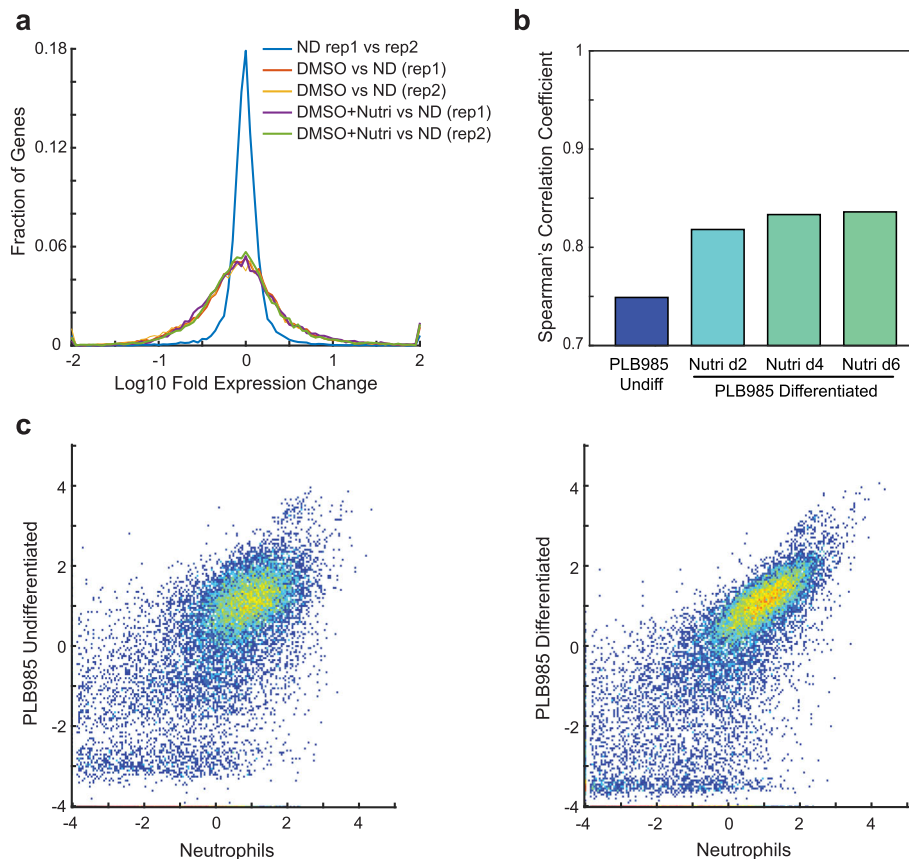 a
0.18
0.12
0.06
0
-2
-1
0
1
2
Fraction of Genes
Log10 Fold Expression Change
ND rep1 vs rep2
DMSO vs ND (rep1)
DMSO vs ND (rep2)
DMSO+Nutri vs ND (rep1)
DMSO+Nutri vs ND (rep2)
b
1
0.9
0.8
0.7
Spearman's Correlation Coefficient
PLB985
Undiff
Nutri d2
Nutri d4
Nutri d6
PLB985 Differentiated
c
4
2
0
-2
-4
-4
-2
0
2
4
PLB985 Undifferentiated
Neutrophils
4
2
0
-2
-4
-4
-2
0
2
4
PLB985 Differentiated
Neutrophils